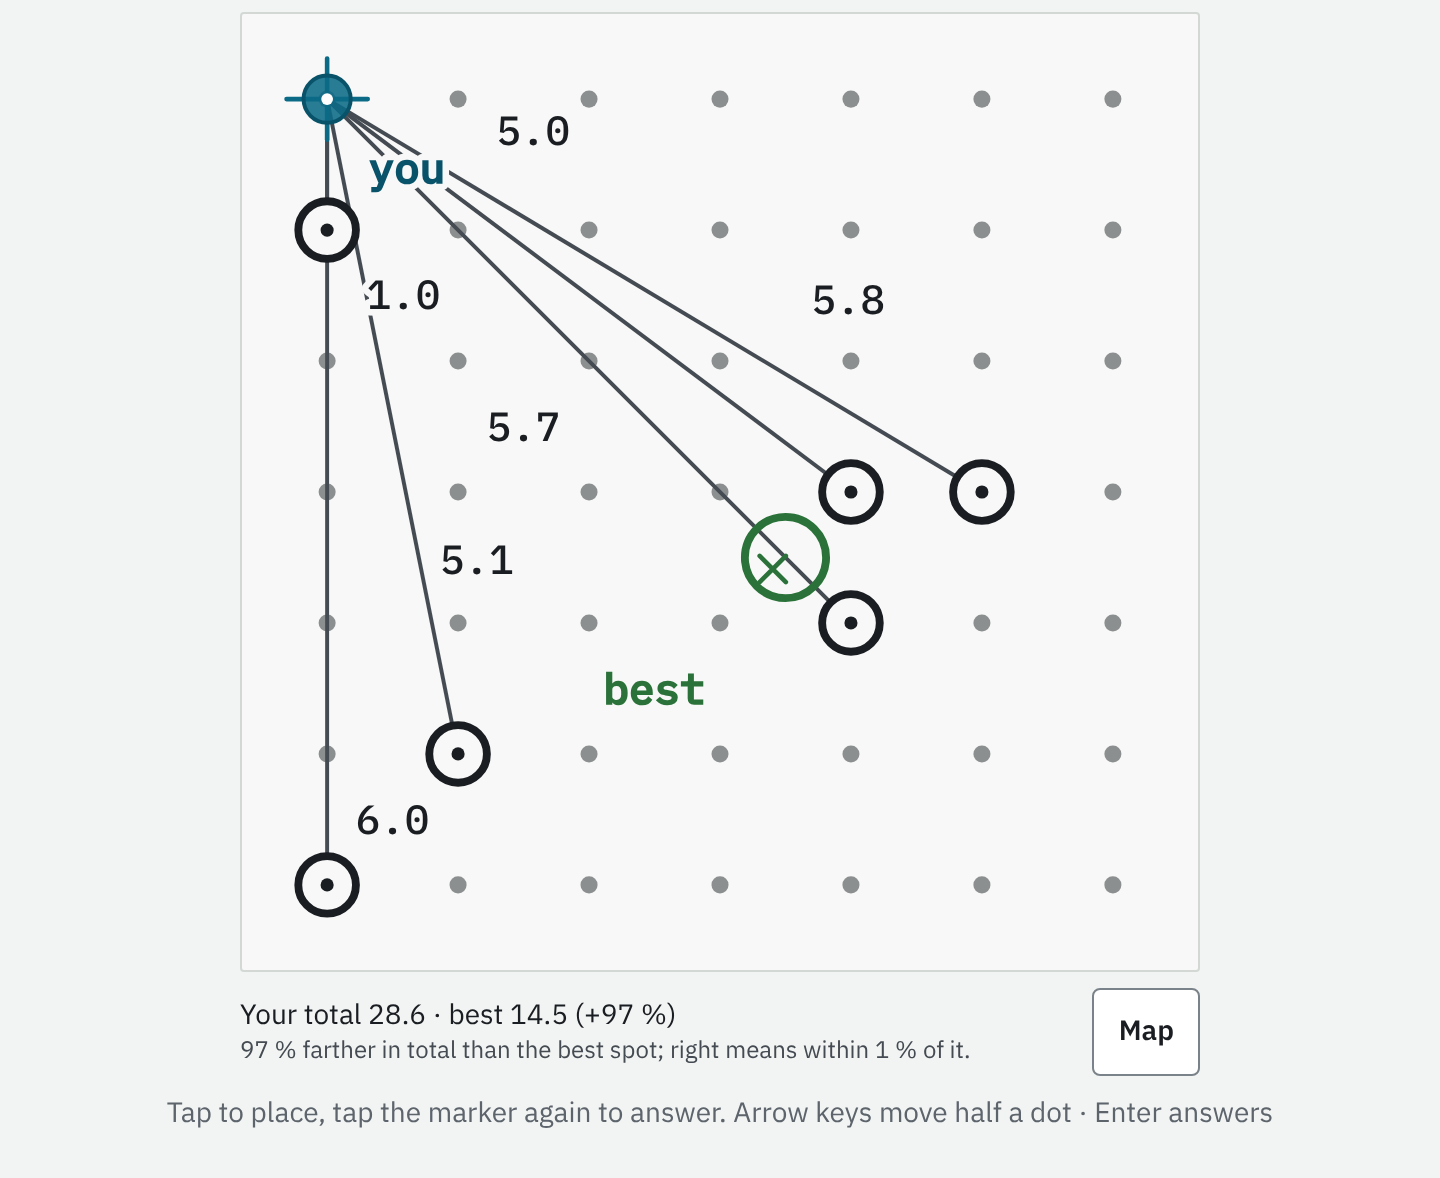 5.0
you
1.0
5.8
5.7
5.1
best
6.0
Your total 28.6 · best 14.5 (+97 %)
97 % farther in total than the best spot; right means within 1 % of it.
Map
Tap to place, tap the marker again to answer. Arrow keys move half a dot · Enter answers